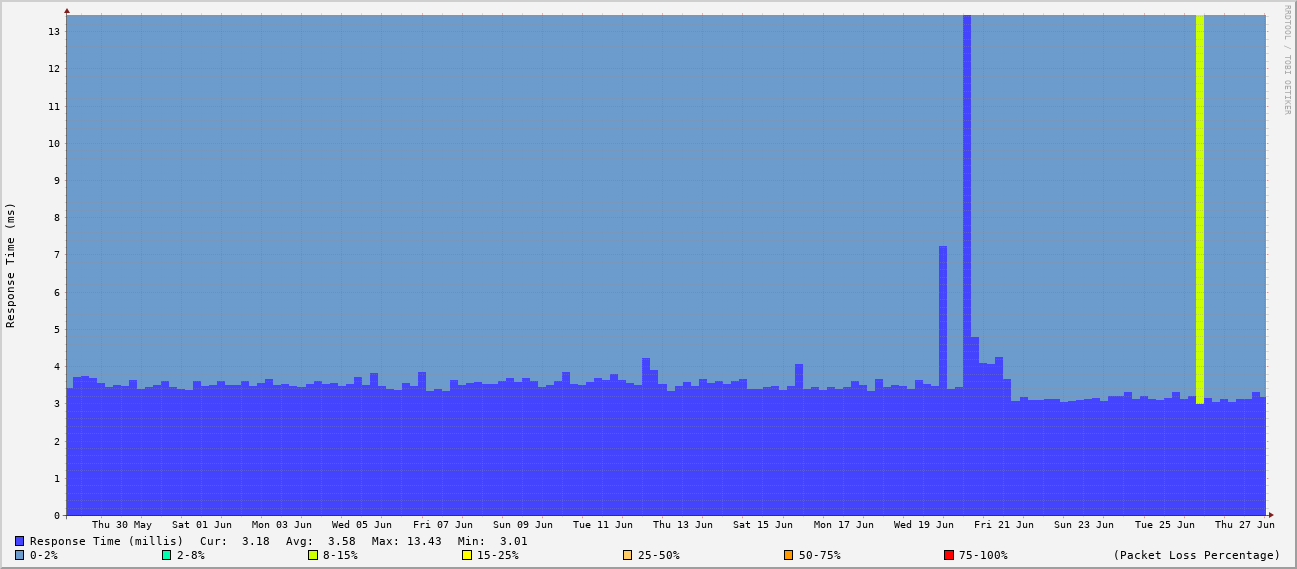 RRDTOOL / TOBI OETIKER
Response Time (ms)
13
12
11
10
9
8
7
6
5
4
3
2
1
0
Thu 30 May Sat 01 Jun Mon 03 Jun Wed 05 Jun Fri 07 Jun Sun 09 Jun Tue 11 Jun Thu 13 Jun Sat 15 Jun Mon 17 Jun Wed 19 Jun Fri 21 Jun Sun 23 Jun Tue 25 Jun Thu 27 Jun
Response Time (millis) Cur: 3.18 Avg: 3.58 Max: 13.43 Min: 3.01
0-2% 2-8% 8-15% 15-25% 25-50% 50-75% 75-100% (Packet Loss Percentage)